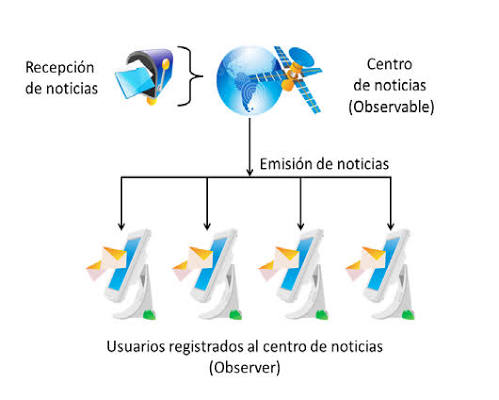 Recepción
de noticias
Centro
de noticias
(Observable)
Emisión de noticias
Usuarios registrados al centro de noticias
(Observer)